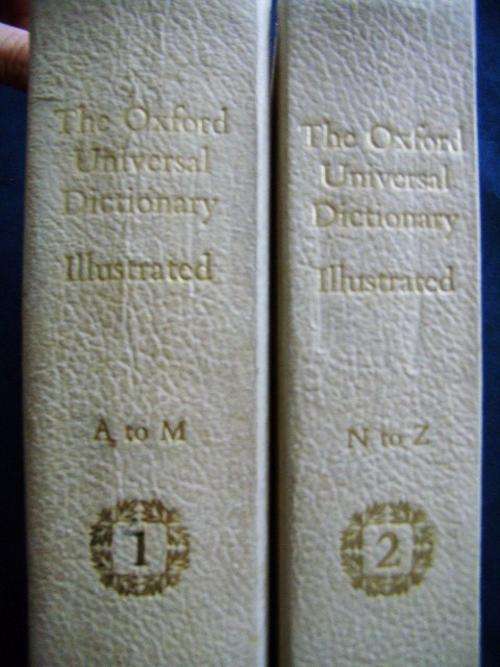 The Oxford
Universal
Dictionary
Illustrated
A to M
1
The Oxford
Universal
Dictionary
Illustrated
N to Z
2